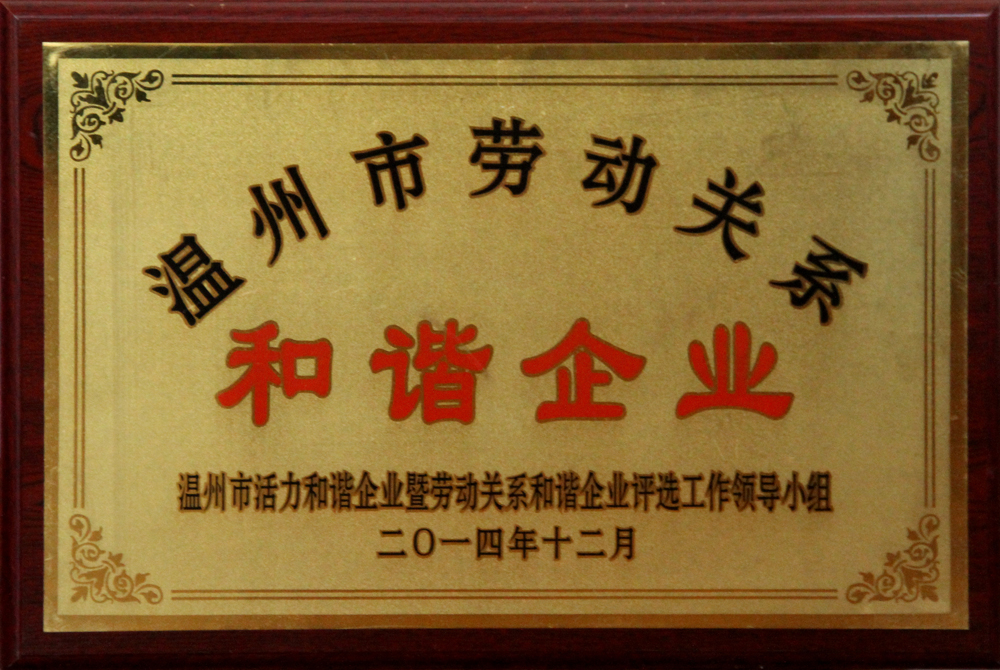 温州市劳动关系
和谐企业
温州市活力和谐企业暨劳动关系和谐企业评选工作领导小组
二〇一四年十二月